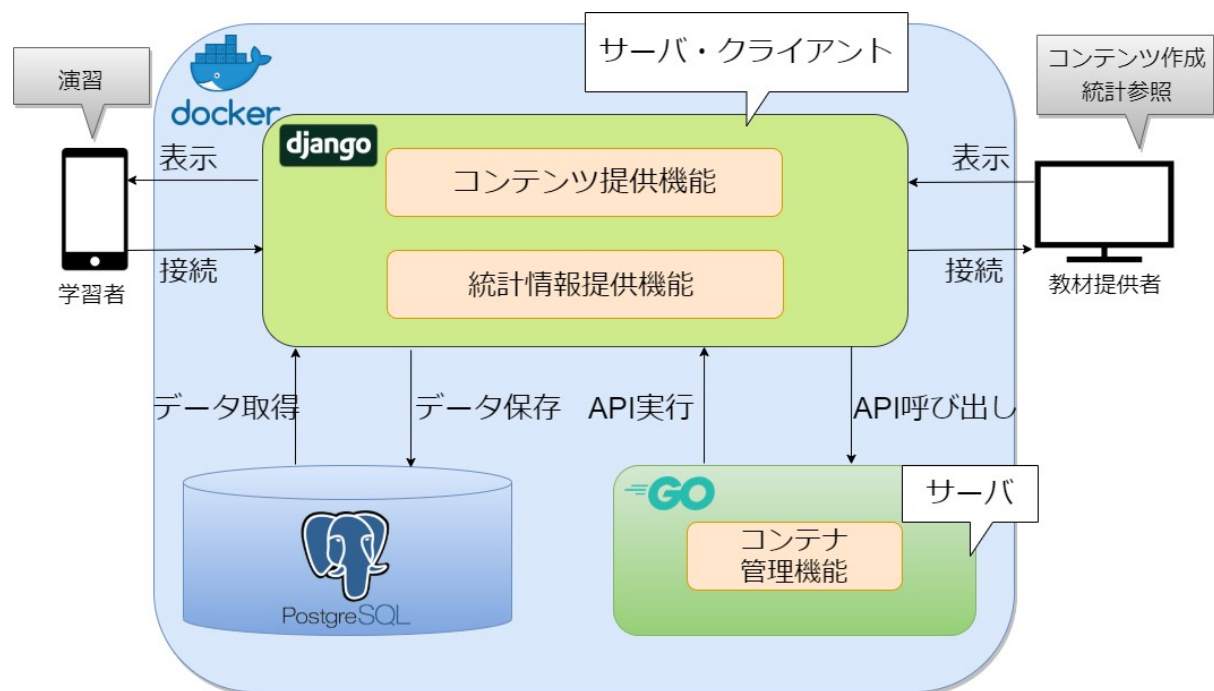 サーバ・クライアント
コンテンツ作成
統計参照
演習
docker
django
表示
コンテンツ提供機能
表示
接続
統計情報提供機能
接続
学習者
教材提供者
データ取得
データ保存
API実行
API呼び出し
GO
サーバ
コンテナ
管理機能
PostgreSQL